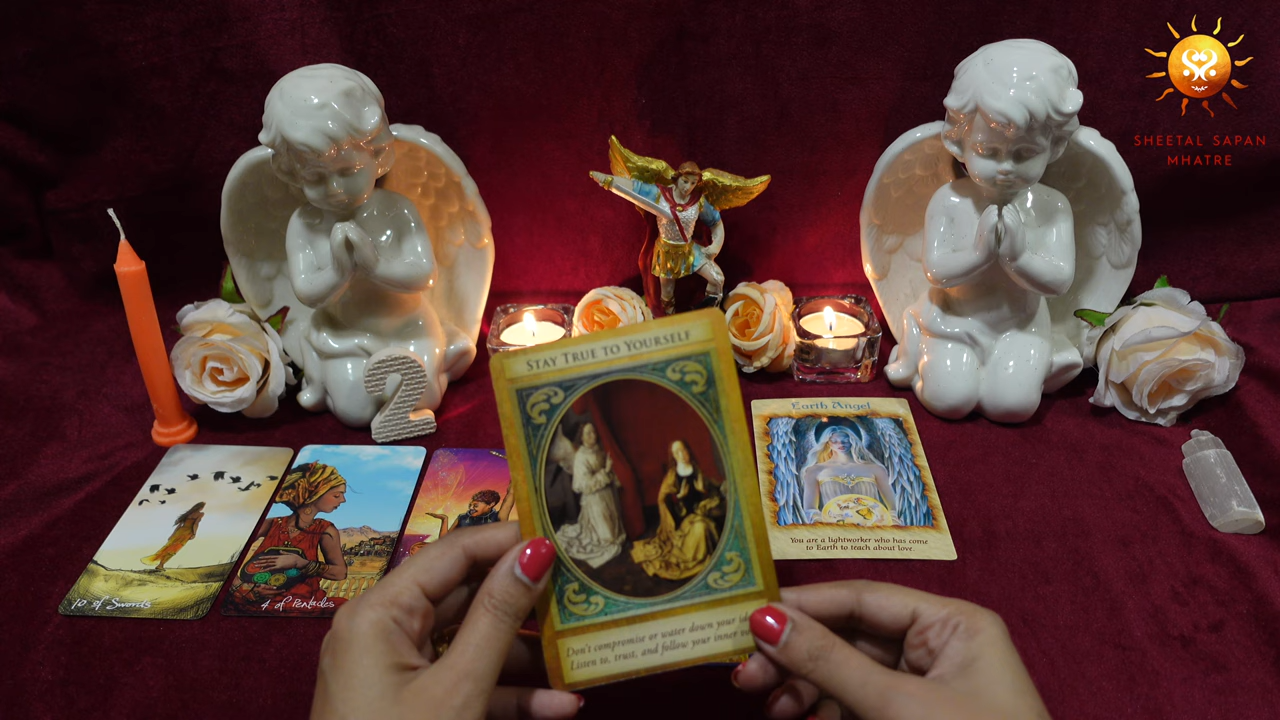 SHEETAL SAPAN
MHATRE
STAY TRUE TO YOURSELF
Earth Angel
2
You are a lightworker who has come
to Earth to teach about love.
10 of Swords
4 of Pentacles
Don't compromise or water down your
Listen to, trust, and follow your inner